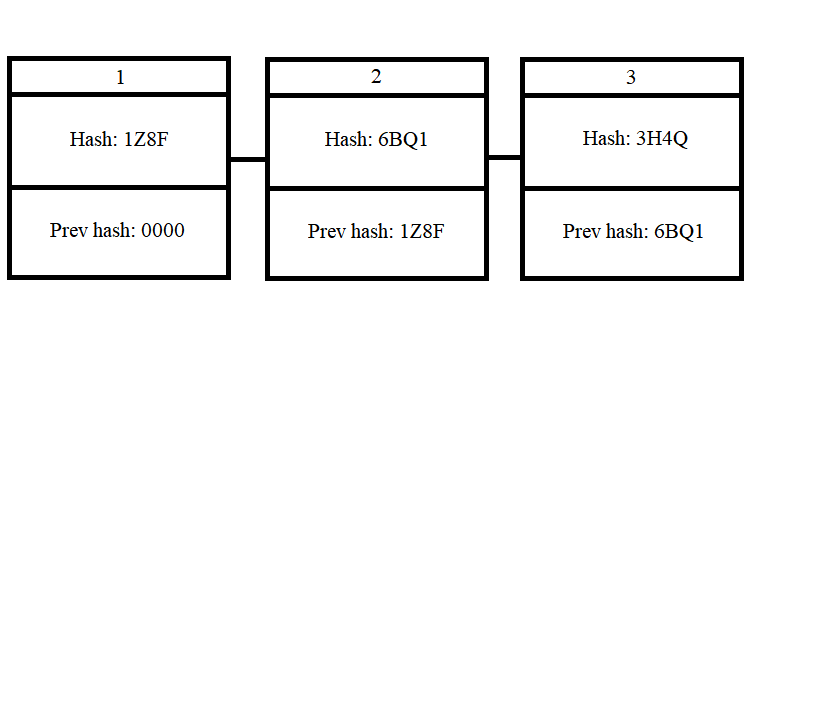 1
Hash: 1Z8F
Prev hash: 0000
2
Hash: 6BQ1
Prev hash: 1Z8F
3
Hash: 3H4Q
Prev hash: 6BQ1